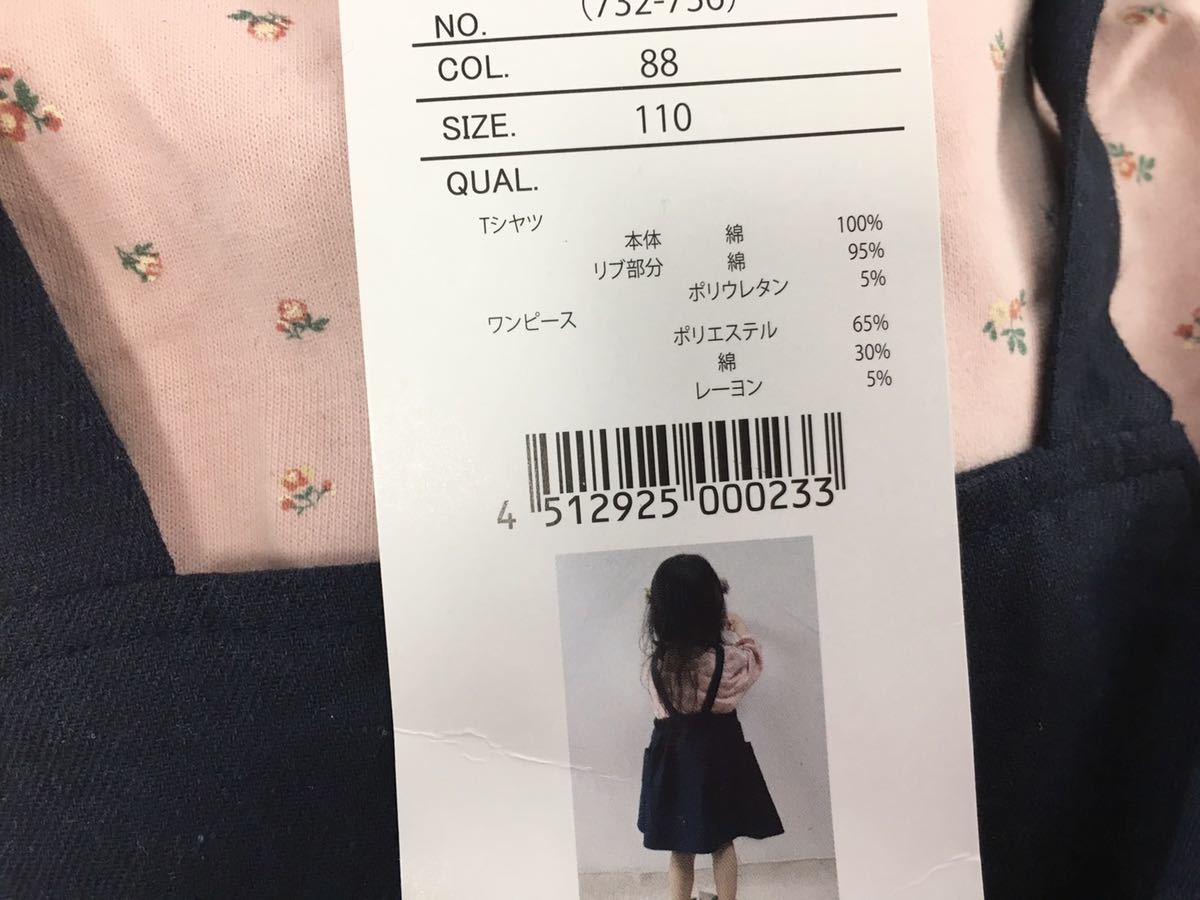 NO. (732-736)
COL. 88
SIZE. 110
QUAL.
Tシャツ
本体 綿 100%
リブ部分 綿 95%
ポリウレタン 5%
ワンピース ポリエステル 65%
綿 30%
レーヨン 5%
4 512925 000233